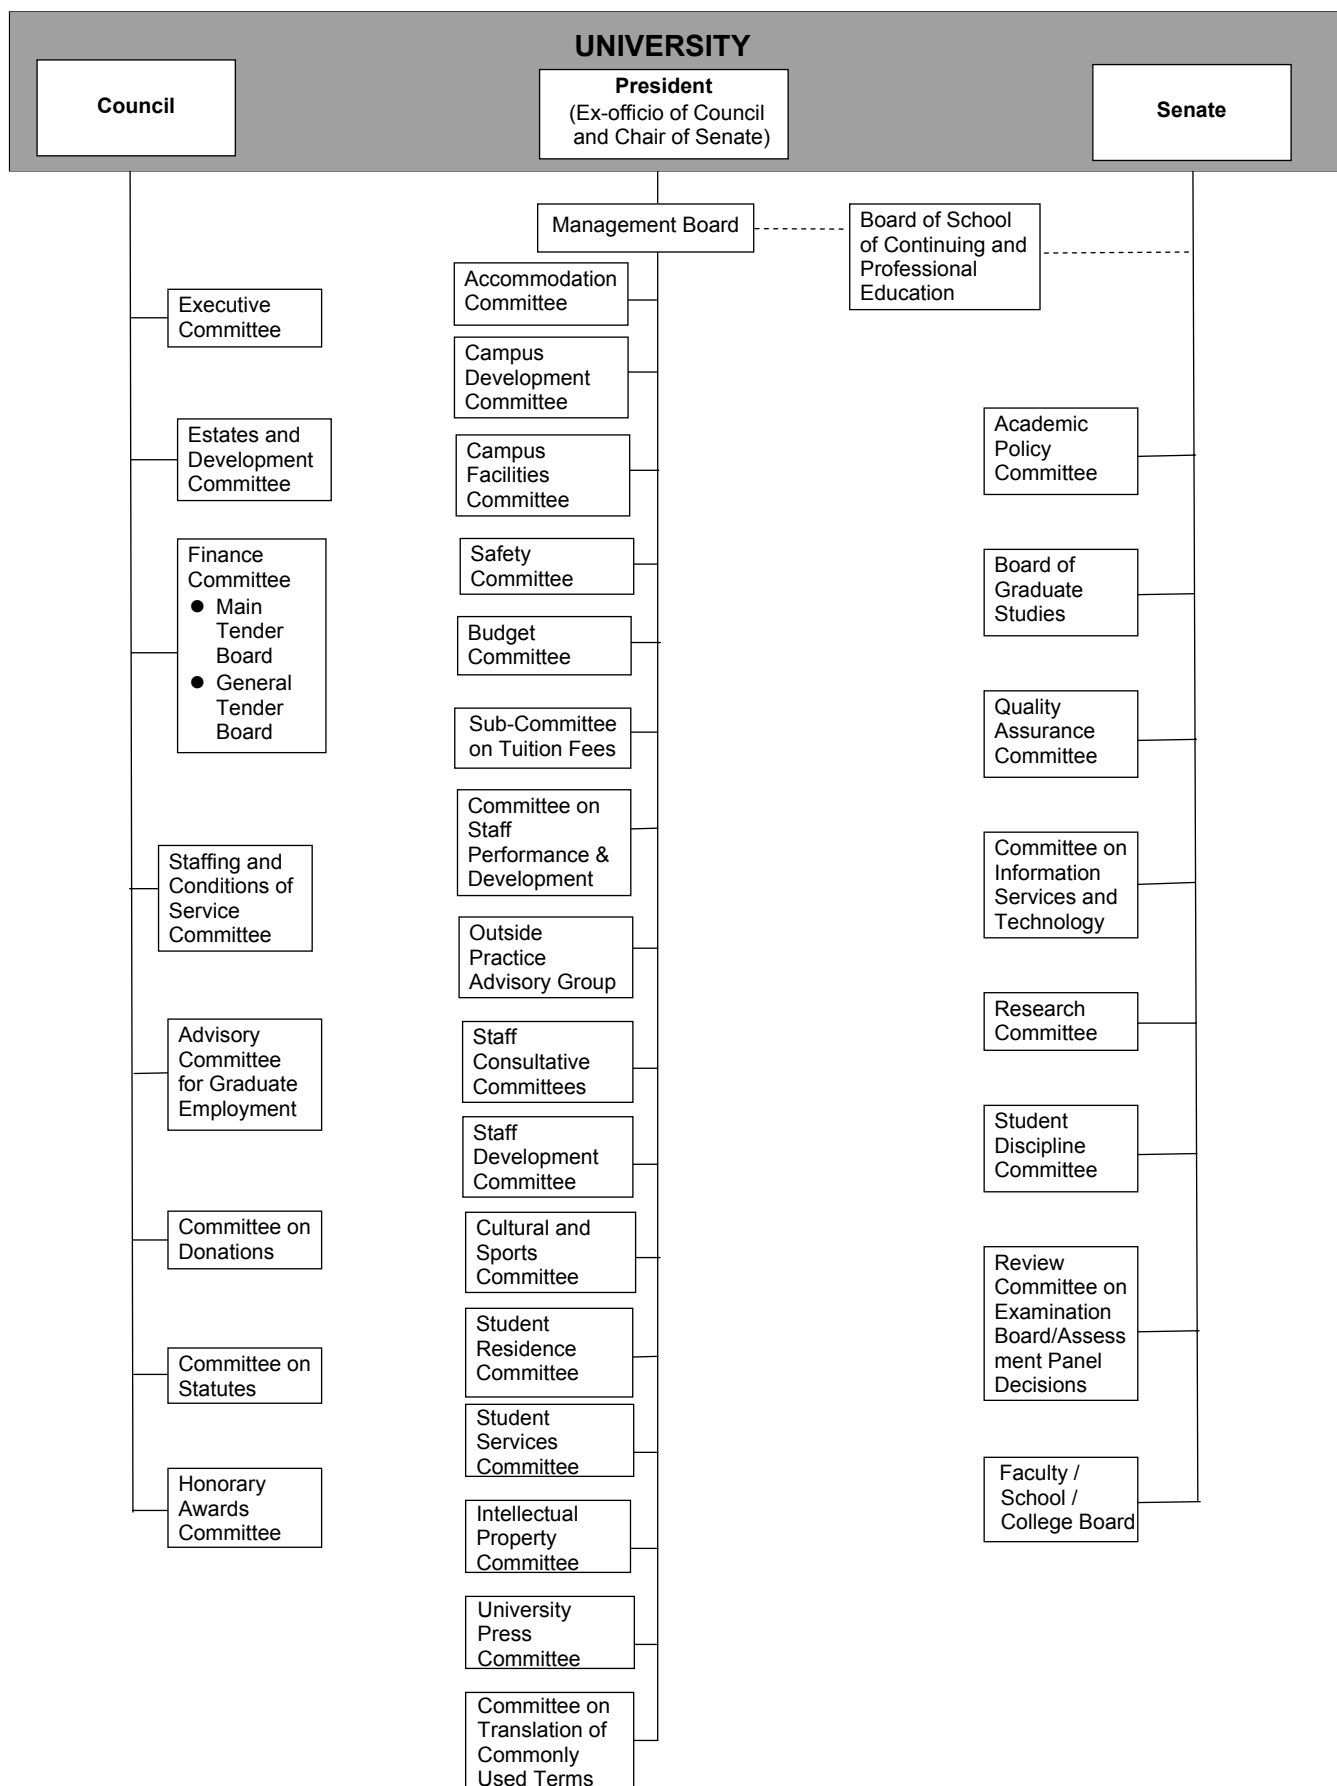 UNIVERSITY
Council
President
(Ex-officio of Council
and Chair of Senate)
Senate
Management Board
Board of School
of Continuing and
Professional
Education
Executive
Committee
Estates and
Development
Committee
Finance
Committee
● Main
Tender
Board
● General
Tender
Board
Staffing and
Conditions of
Service
Committee
Advisory
Committee
for Graduate
Employment
Committee on
Donations
Committee on
Statutes
Honorary
Awards
Committee
Accommodation
Committee
Campus
Development
Committee
Campus
Facilities
Committee
Safety
Committee
Budget
Committee
Sub-Committee
on Tuition Fees
Committee on
Staff
Performance &
Development
Outside
Practice
Advisory Group
Staff
Consultative
Committees
Staff
Development
Committee
Cultural and
Sports
Committee
Student
Residence
Committee
Student
Services
Committee
Intellectual
Property
Committee
University
Press
Committee
Committee on
Translation of
Commonly
Used Terms
Academic
Policy
Committee
Board of
Graduate
Studies
Quality
Assurance
Committee
Committee on
Information
Services and
Technology
Research
Committee
Student
Discipline
Committee
Review
Committee on
Examination
Board/Assess
ment Panel
Decisions
Faculty /
School /
College Board